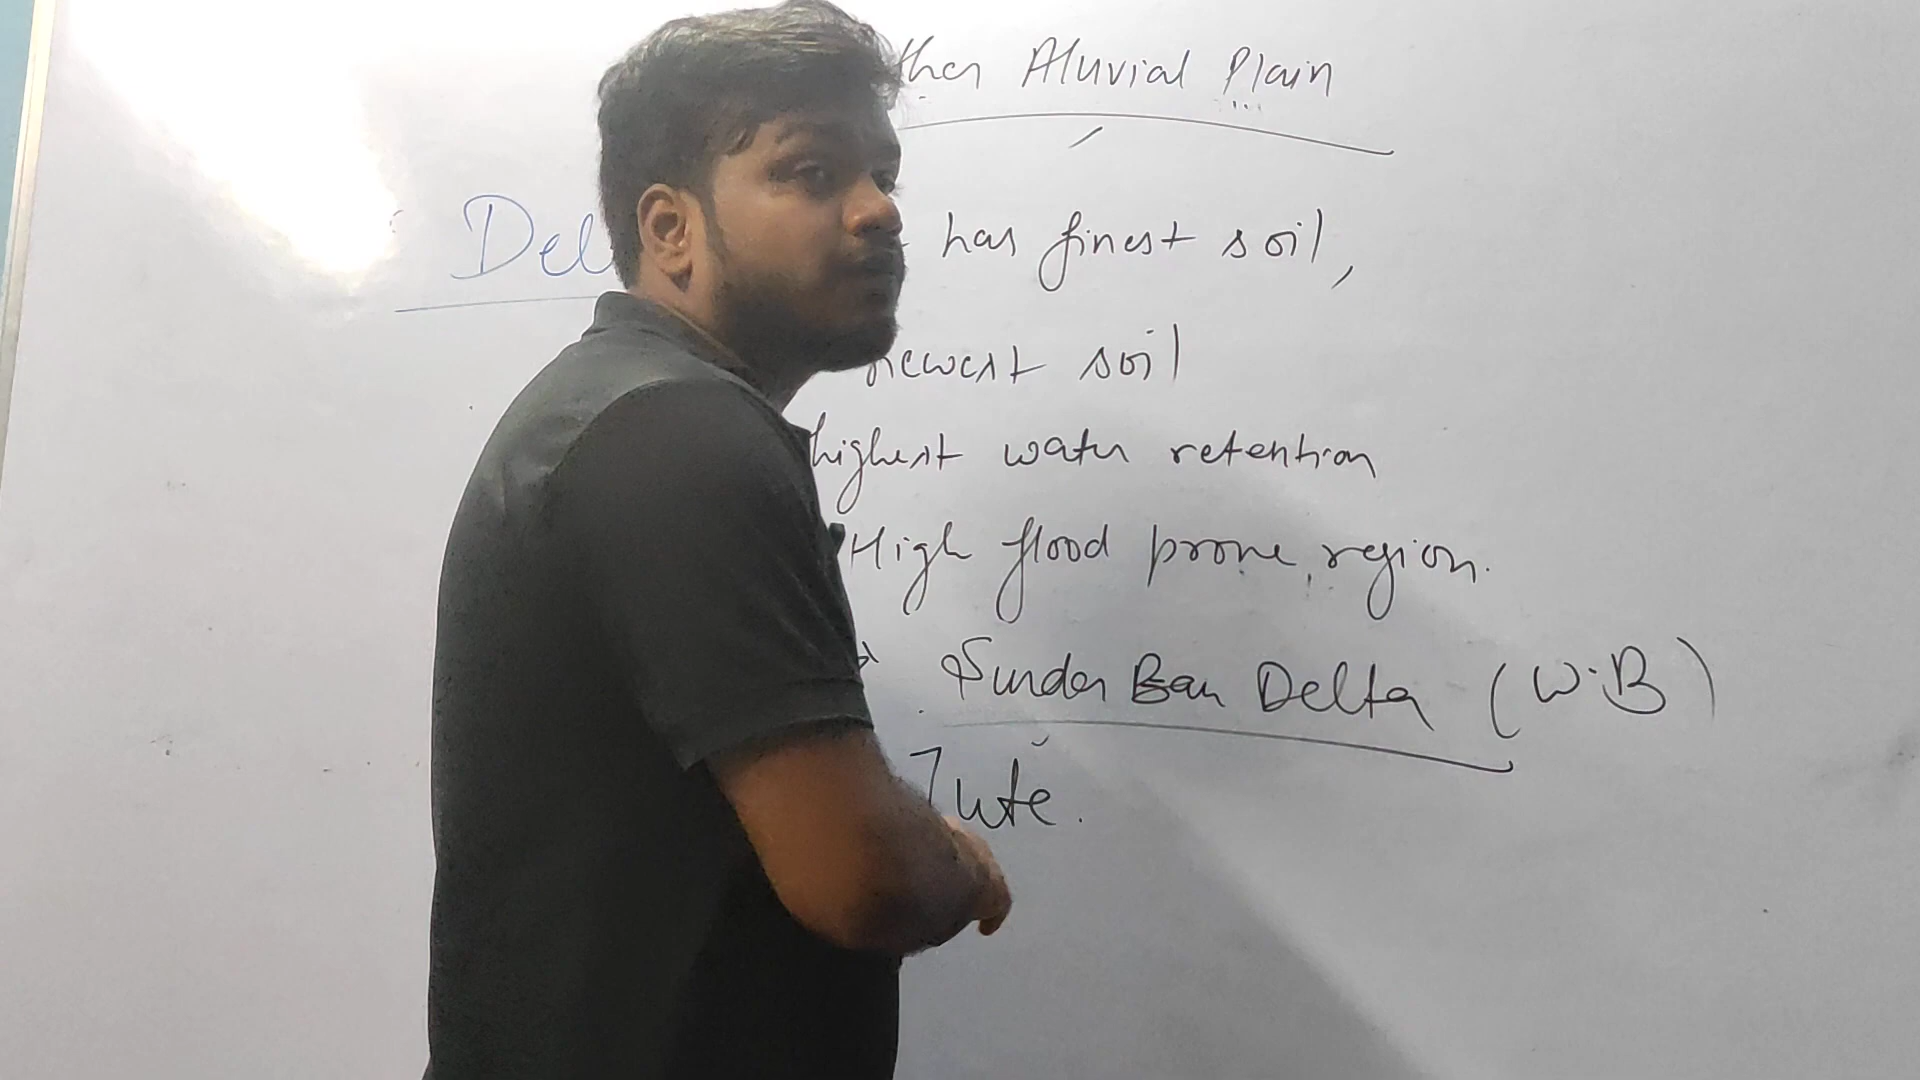 ther Aluvial Plain
Del has finest soil,
newest soil
highest water retention
High flood prone region.
→ Sunder Ban Delta (W.B)
Jute.